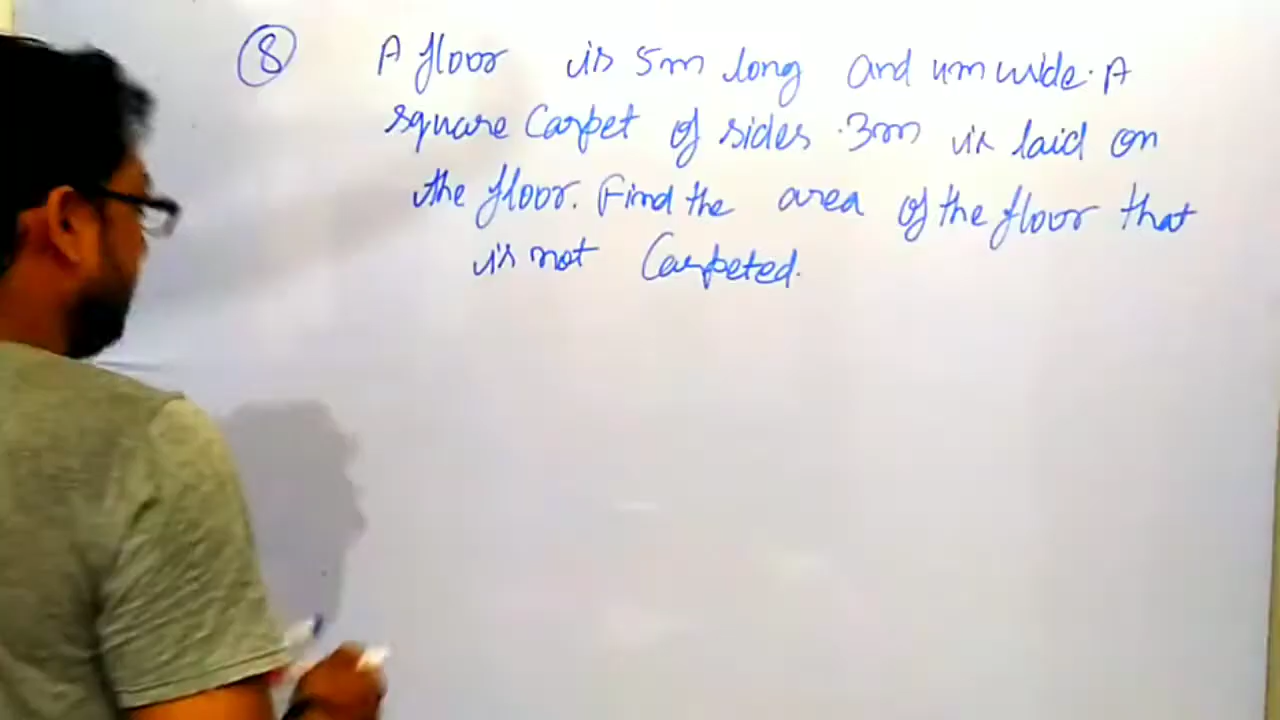 8 A floor is 5m long and 4m wide. A
square Carpet of sides 3m is laid on
the floor. Find the area of the floor that
is not Carpeted.